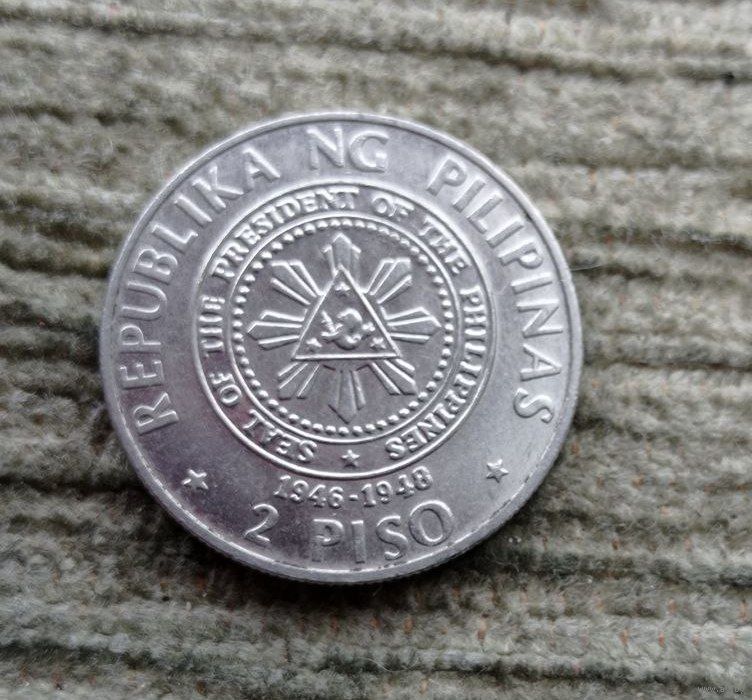 REPUBLIKA NG PILIPINAS
SEAL OF THE PRESIDENT OF THE PHILIPPINES
1946-1948
2 PISO